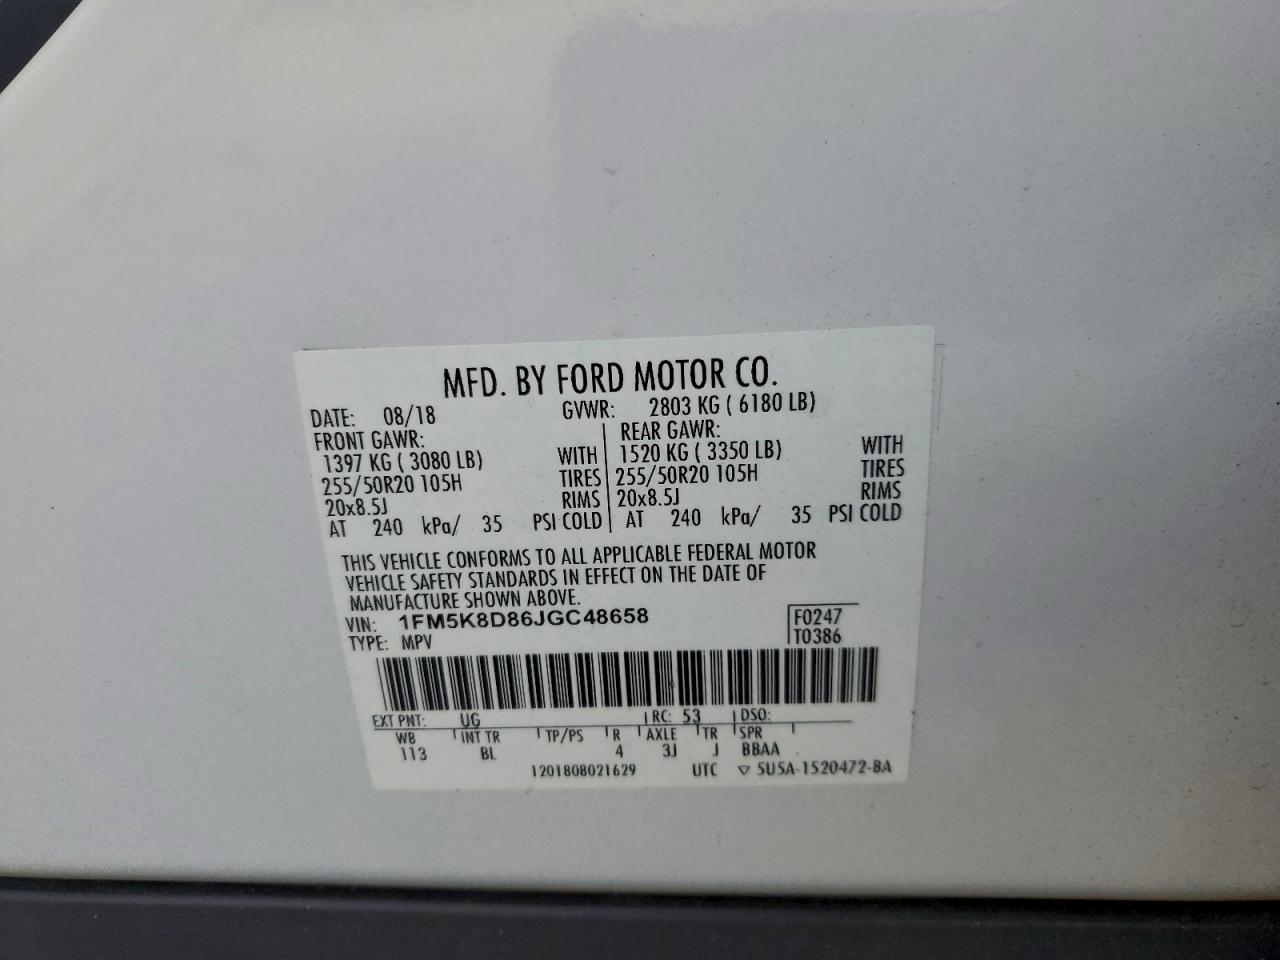 MFD. BY FORD MOTOR CO.
DATE: 08/18 GVWR: 2803 KG ( 6180 LB)
FRONT GAWR: REAR GAWR:
1397 KG ( 3080 LB) WITH 1520 KG ( 3350 LB) WITH
255/50R20 105H TIRES 255/50R20 105H TIRES
20x8.5J RIMS 20x8.5J RIMS
AT 240 kPa/ 35 PSI COLD AT 240 kPa/ 35 PSI COLD
THIS VEHICLE CONFORMS TO ALL APPLICABLE FEDERAL MOTOR
VEHICLE SAFETY STANDARDS IN EFFECT ON THE DATE OF
MANUFACTURE SHOWN ABOVE.
VIN: 1FM5K8D86JGC48658 F0247
TYPE: MPV T0386
EXT PNT: UG RC: 53 DSO:
WB INT TR TP/PS R AXLE TR SPR
113 BL 4 3J J BBAA
1201808021629 UTC ▽ 5U5A-1520472-BA